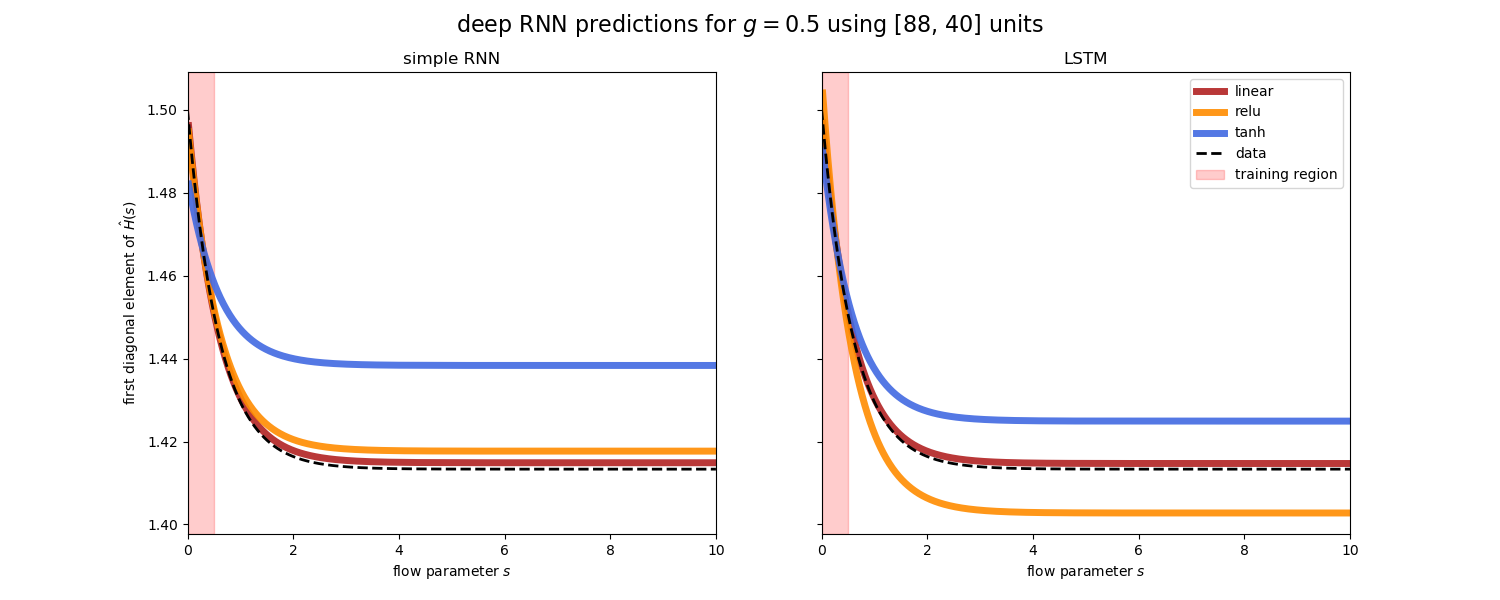 deep RNN predictions for g = 0.5 using [88, 40] units
simple RNN
first diagonal element of Ĥ(s)
1.50
1.48
1.46
1.44
1.42
1.40
0 2 4 6 8 10
flow parameter s
LSTM
linear
relu
tanh
data
training region
0 2 4 6 8 10
flow parameter s